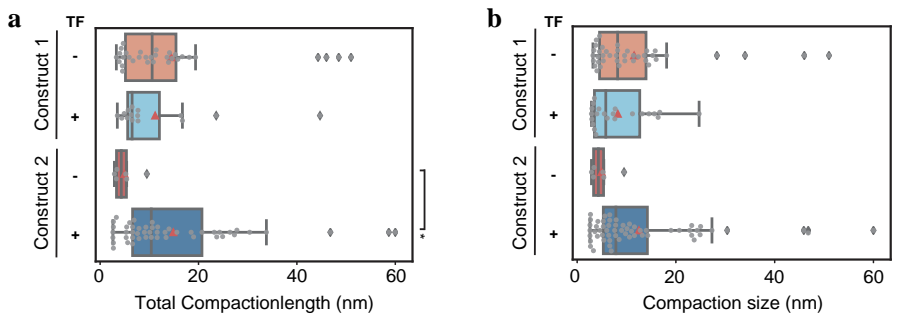 a
TF
Construct 1
-
+
Construct 2
-
+
*
0 20 40 60
Total Compactionlength (nm)
b
TF
Construct 1
-
+
Construct 2
-
+
0 20 40 60
Compaction size (nm)